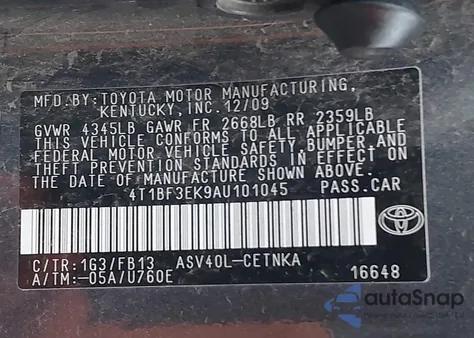 MFD.BY:TOYOTA MOTOR MANUFACTURING,
KENTUCKY,INC.12/09
GVWR 4345LB GAWR FR 2668LB RR 2359LB
THIS VEHICLE CONFORMS TO ALL APPLICABLE
FEDERAL MOTOR VEHICLE SAFETY,BUMPER,AND
THEFT PREVENTION STANDARDS IN EFFECT ON
THE DATE OF MANUFACTURE SHOWN ABOVE.
4T1BF3EK9AU101045 PASS.CAR
C/TR:1G3/FB13 ASV40L-CETNKA
A/TM:-05A/U760E 16648
autoSnap